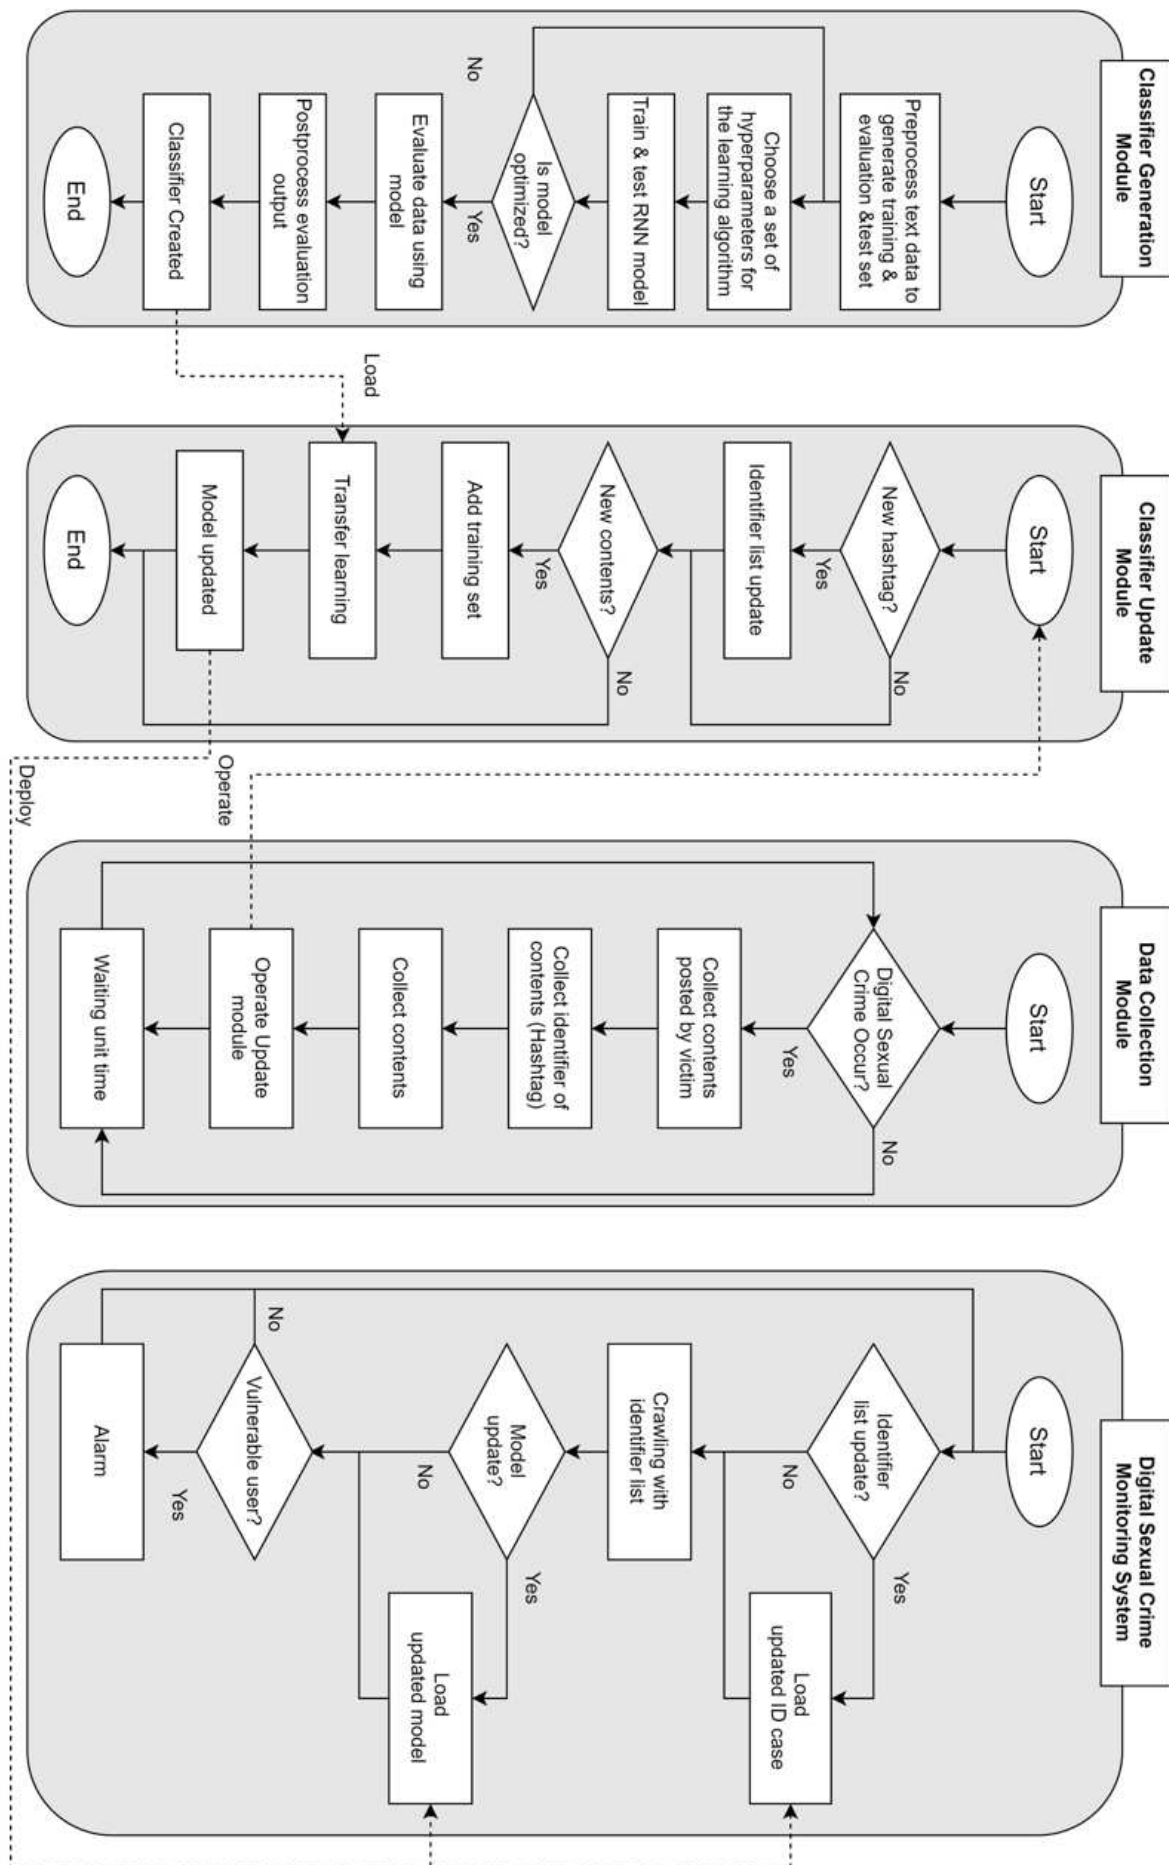 Classifier Generation
Module
Start
Preprocess text data to
generate training &
evaluation &test set
Choose a set of
hyperparameters for
the learning algorithm
Train & test RNN model
Is model
optimized?
No
Yes
Evaluate data using
model
Postprocess evaluation
output
Classifier Created
End
Load
Classifier Update
Module
Start
New hashtag?
No
Yes
Identifier list update
New contents?
No
Yes
Add training set
Transfer learning
Model updated
End
Operate
Deploy
Data Collection
Module
Start
Digital Sexual
Crime Occur?
No
Yes
Collect contents
posted by victim
Collect identifier of
contents (Hashtag)
Collect contents
Operate Update
module
Waiting unit time
Digital Sexual Crime
Monitoring System
Start
Identifier
list update?
Yes
No
Load
updated ID case
Crawling with
identifier list
Model
update?
Yes
No
Load
updated model
Vulnerable user?
No
Yes
Alarm